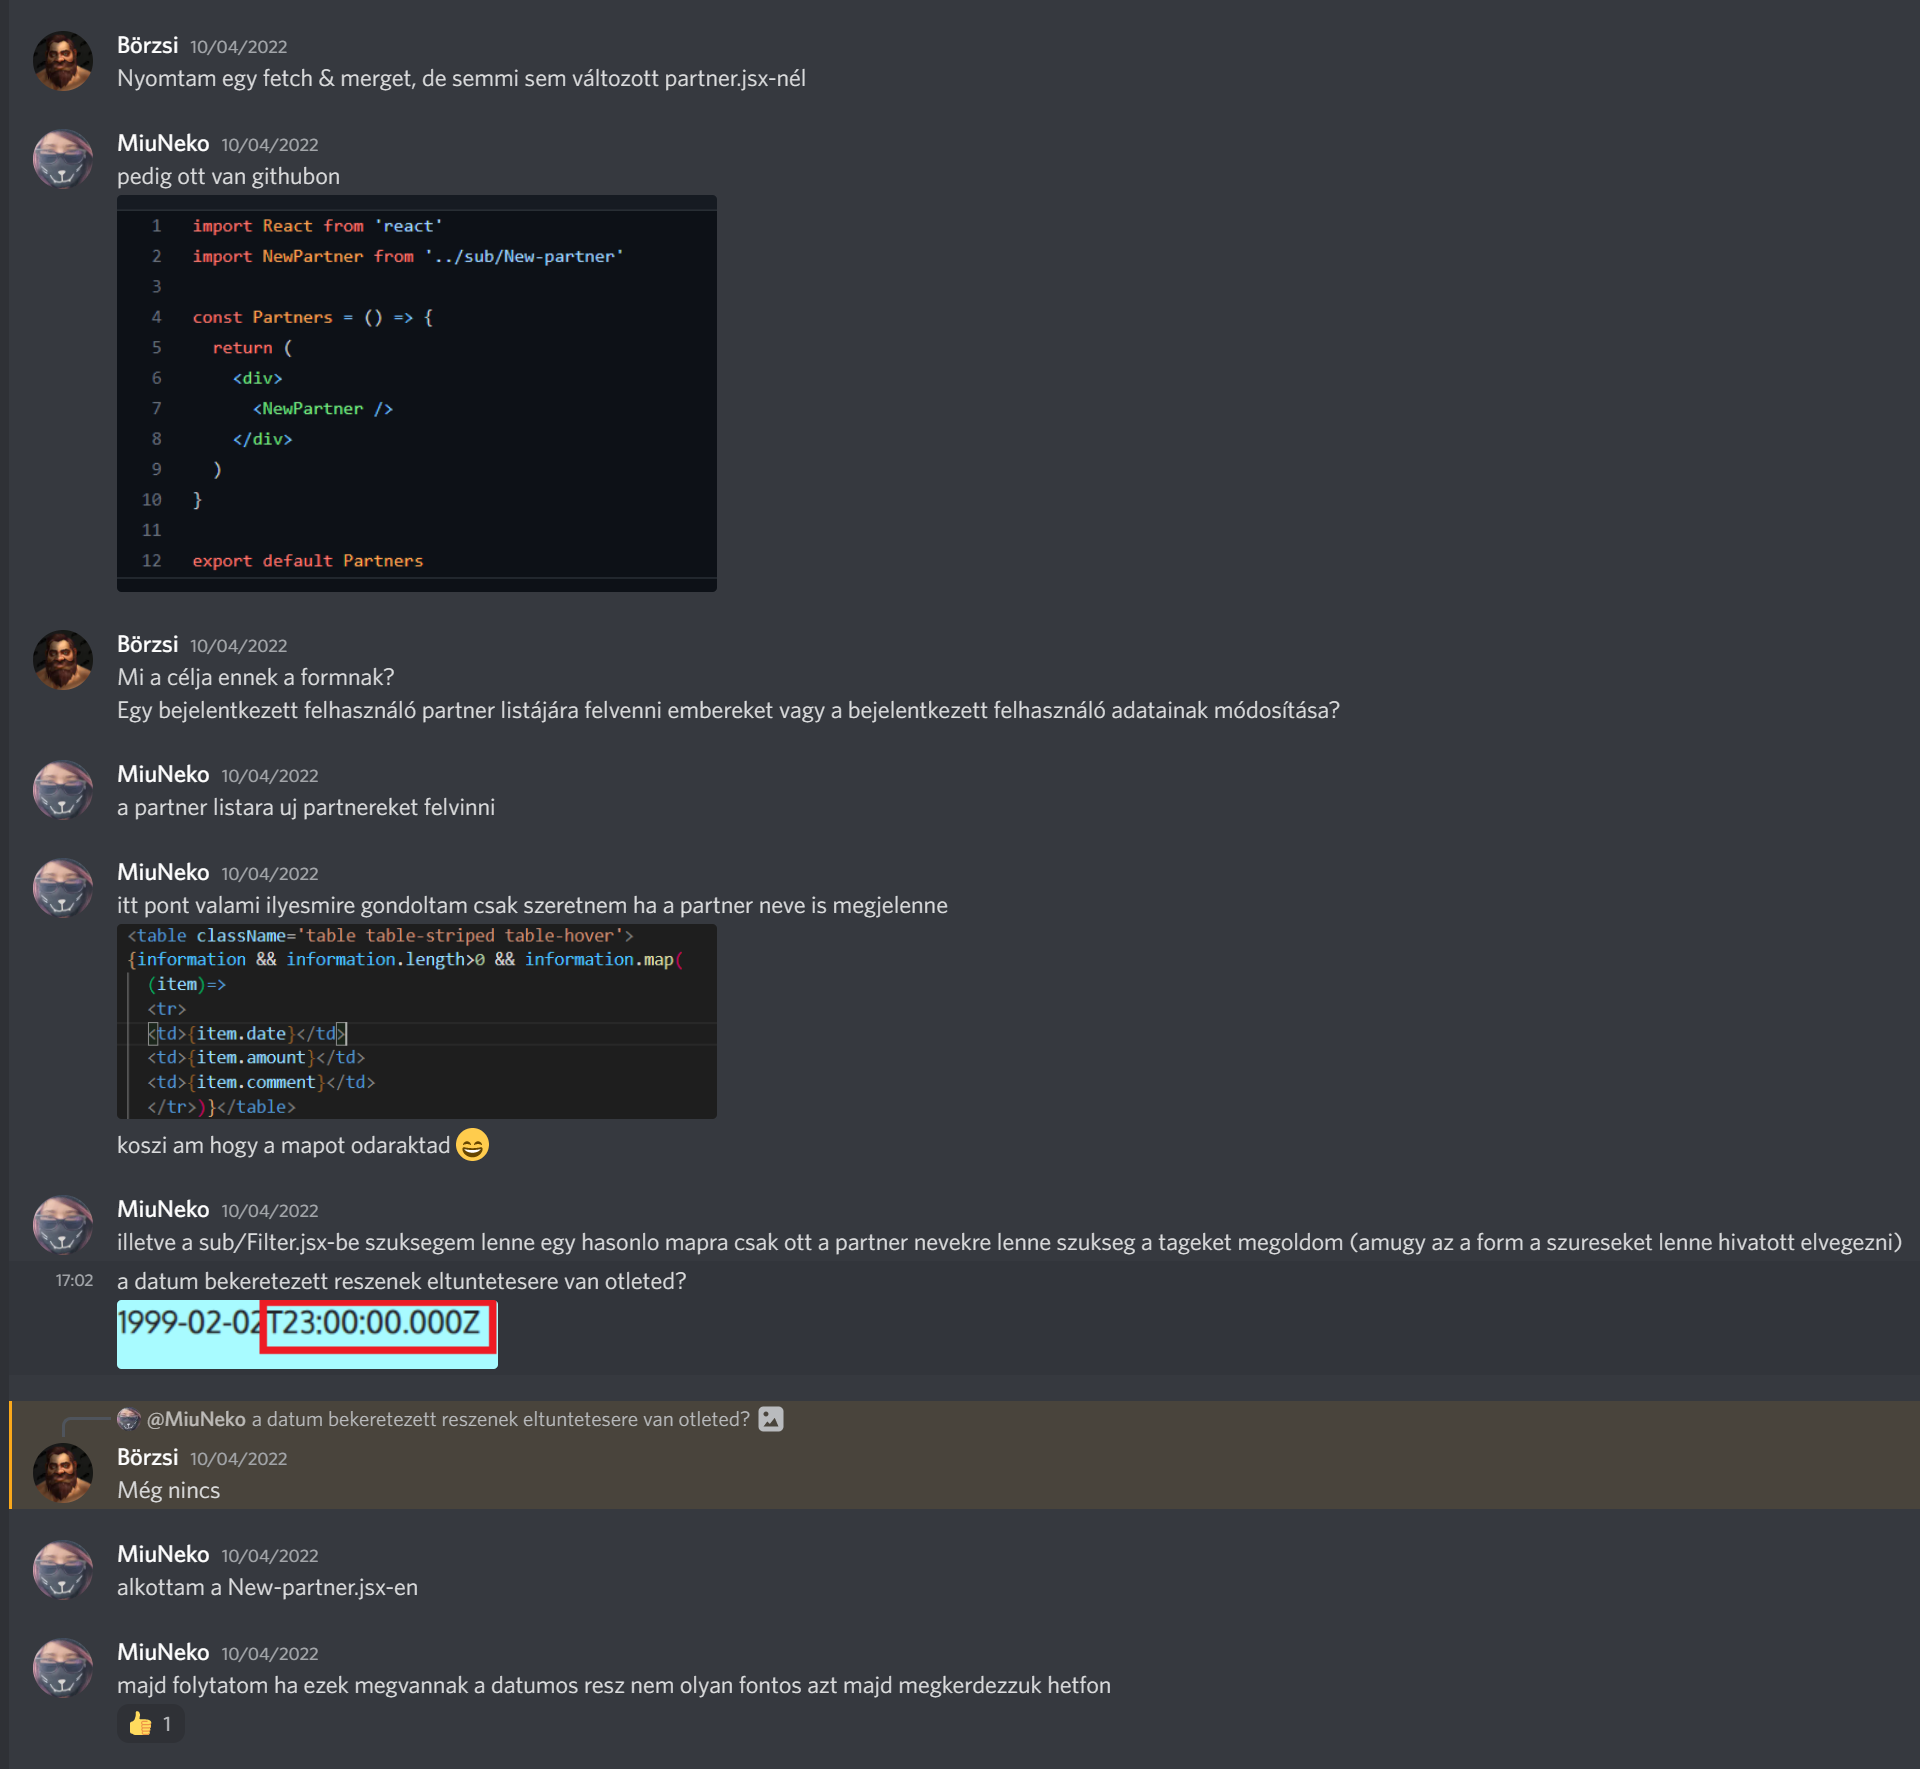 Börzsi 10/04/2022
Nyomtam egy fetch & merget, de semmi sem változott partner.jsx-nél
MiuNeko 10/04/2022
pedig ott van githubon
1 import React from 'react'
2 import NewPartner from '../sub/New-partner'
3
4 const Partners = () => {
5 return (
6 <div>
7 <NewPartner />
8 </div>
9 )
10 }
11
12 export default Partners
Börzsi 10/04/2022
Mi a célja ennek a formnak?
Egy bejelentkezett felhasználó partner listájára felvenni embereket vagy a bejelentkezett felhasználó adatainak módosítása?
MiuNeko 10/04/2022
a partner listara uj partnereket felvinni
MiuNeko 10/04/2022
itt pont valami ilyesmire gondoltam csak szeretnem ha a partner neve is megjelenne
<table className='table table-striped table-hover'>
{information && information.length>0 && information.map(
(item)=>
<tr>
<td>{item.date}</td>
<td>{item.amount}</td>
<td>{item.comment}</td>
</tr>)}</table>
koszi am hogy a mapot odaraktad 😄
MiuNeko 10/04/2022
illetve a sub/Filter.jsx-be szuksegem lenne egy hasonlo mapra csak ott a partner nevekre lenne szukseg a tageket megoldom (amugy az a form a szureseket lenne hivatott elvegezni)
17:02 a datum bekeretezett reszenek eltuntetesere van otleted?
1999-02-02T23:00:00.000Z
@MiuNeko a datum bekeretezett reszenek eltuntetesere van otleted?
Börzsi 10/04/2022
Még nincs
MiuNeko 10/04/2022
alkottam a New-partner.jsx-en
MiuNeko 10/04/2022
majd folytatom ha ezek megvannak a datumos resz nem olyan fontos azt majd megkerdezzuk hetfon
👍 1